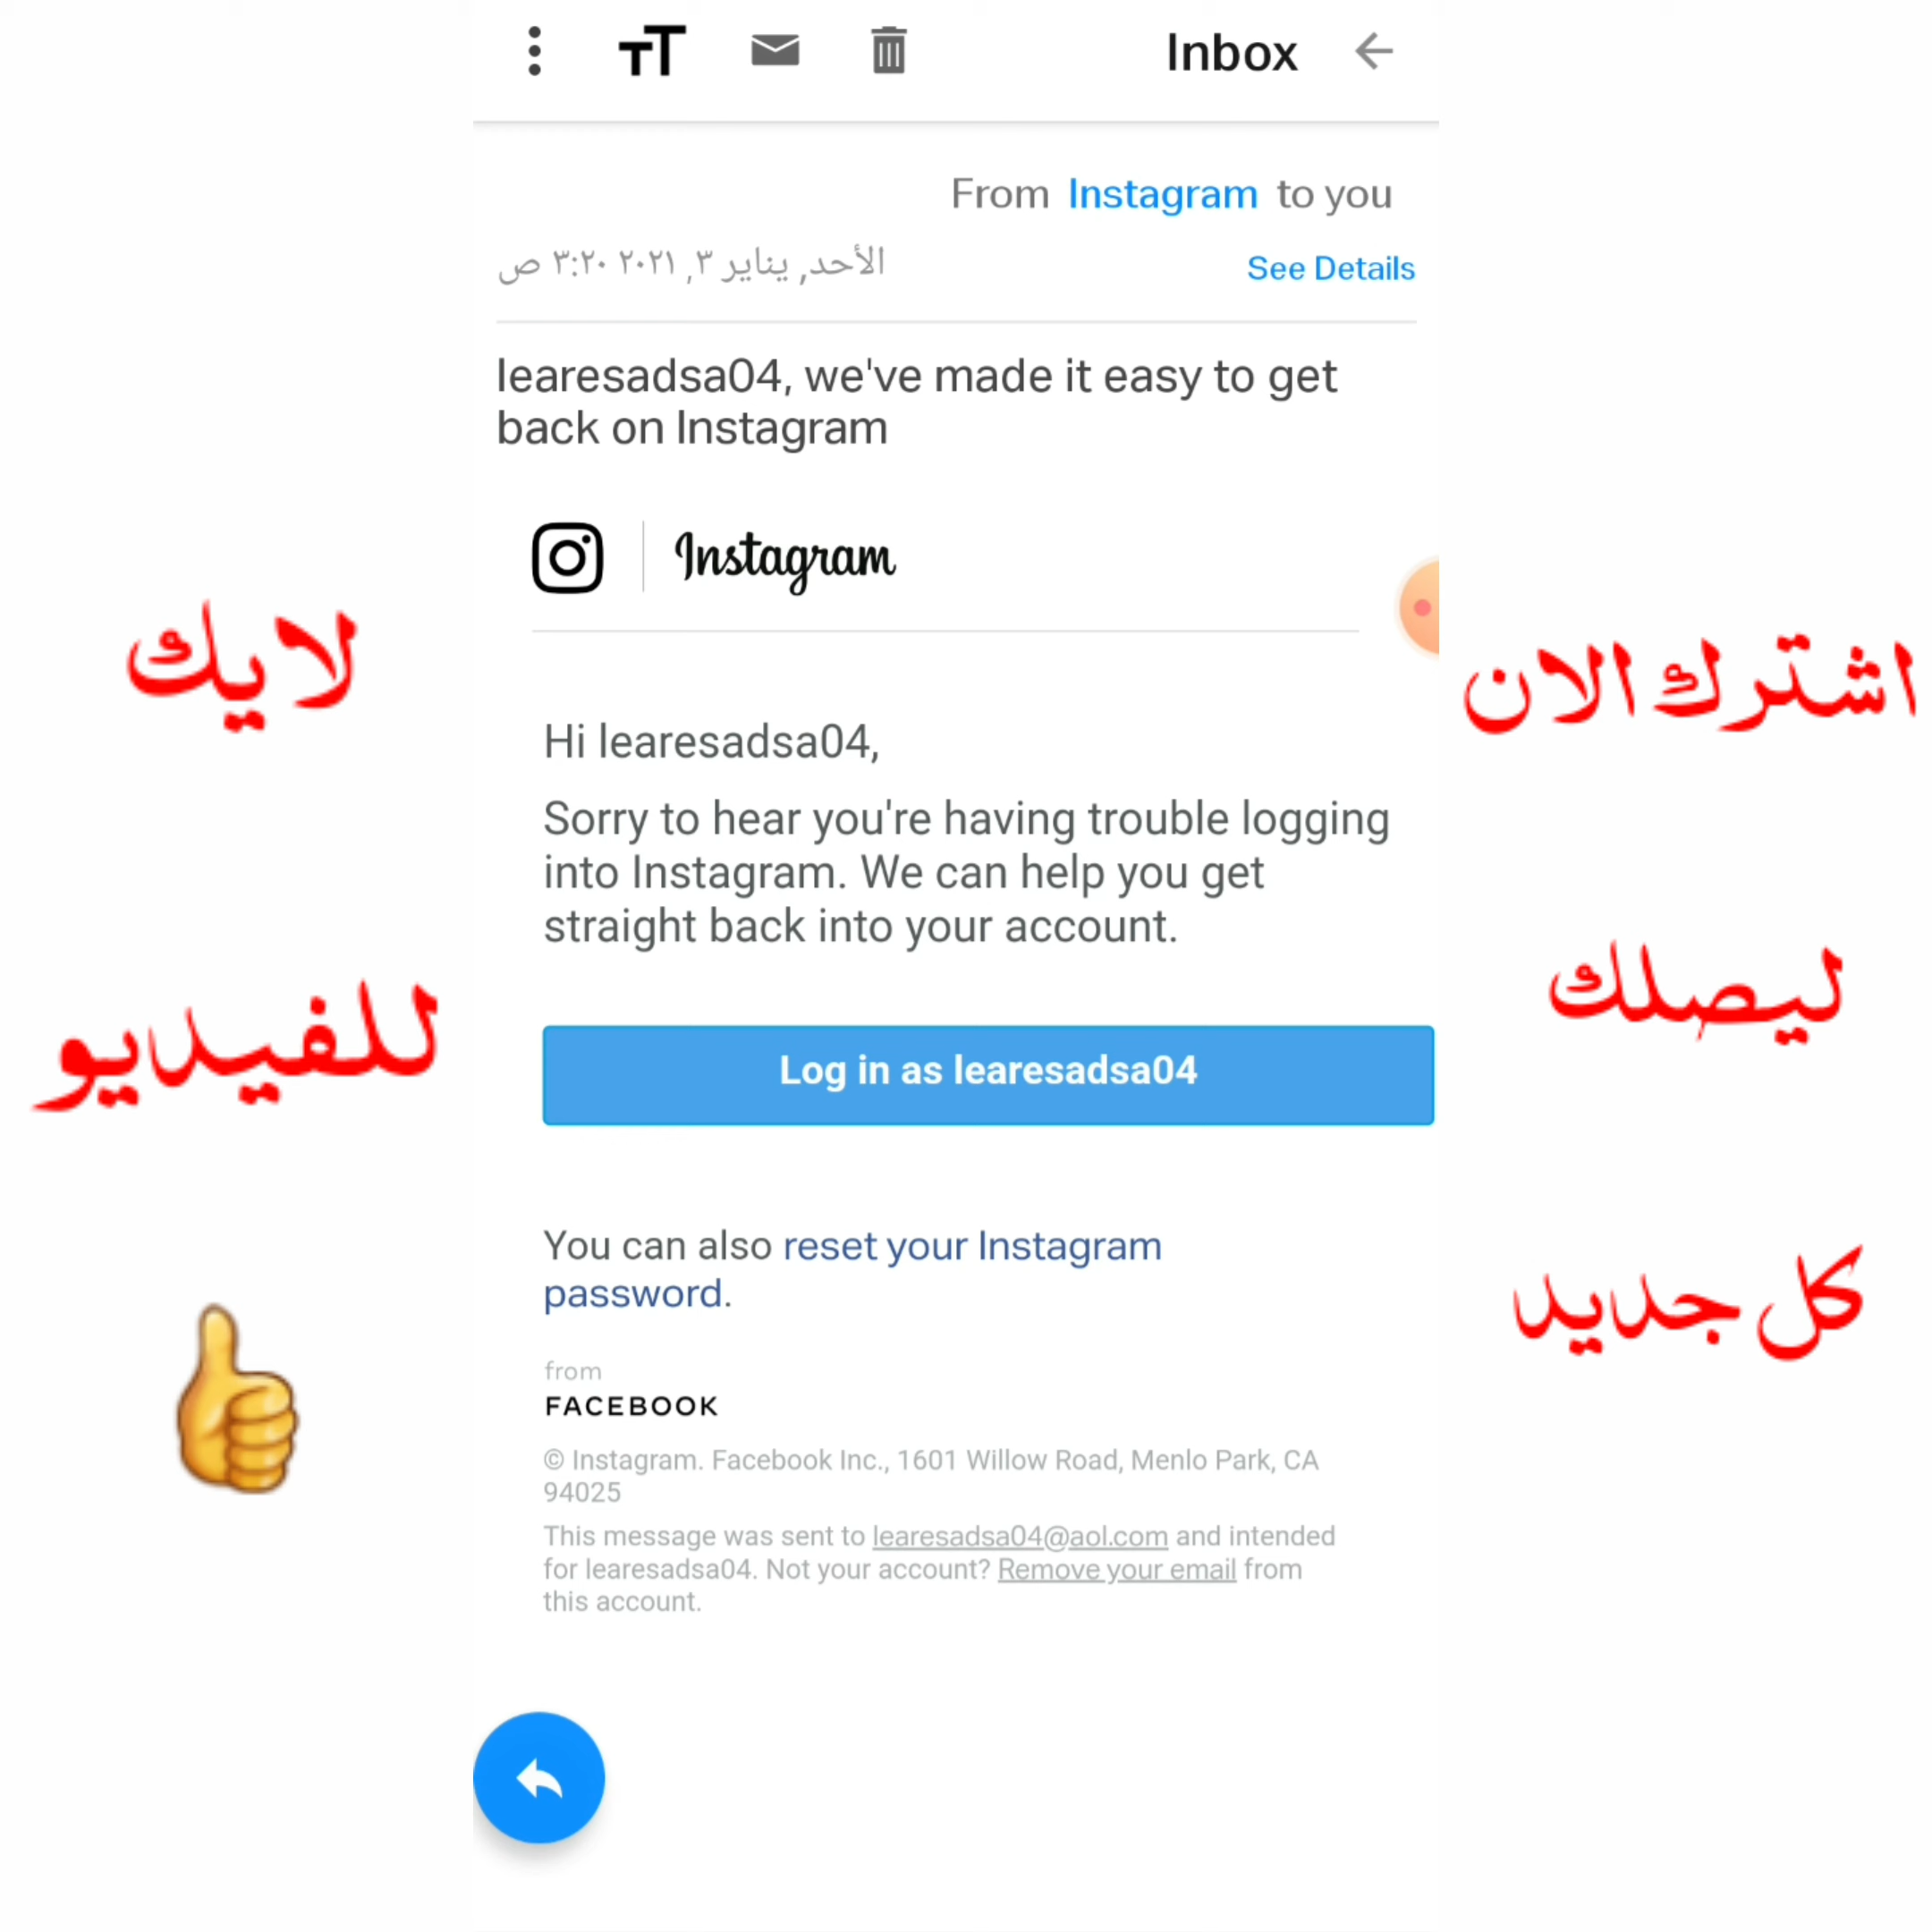 Inbox
From Instagram to you
الأحد, يناير ٣, ٢٠٢١ ٣:٢٠ ص
See Details
learesadsa04, we've made it easy to get
back on Instagram
Instagram
Hi learesadsa04,
Sorry to hear you're having trouble logging
into Instagram. We can help you get
straight back into your account.
Log in as learesadsa04
You can also reset your Instagram
password.
from
FACEBOOK
© Instagram. Facebook Inc., 1601 Willow Road, Menlo Park, CA
94025
This message was sent to learesadsa04@aol.com and intended
for learesadsa04. Not your account? Remove your email from
this account.
اشترك الان
ليصلك
كل جديد
لايك
للفيديو